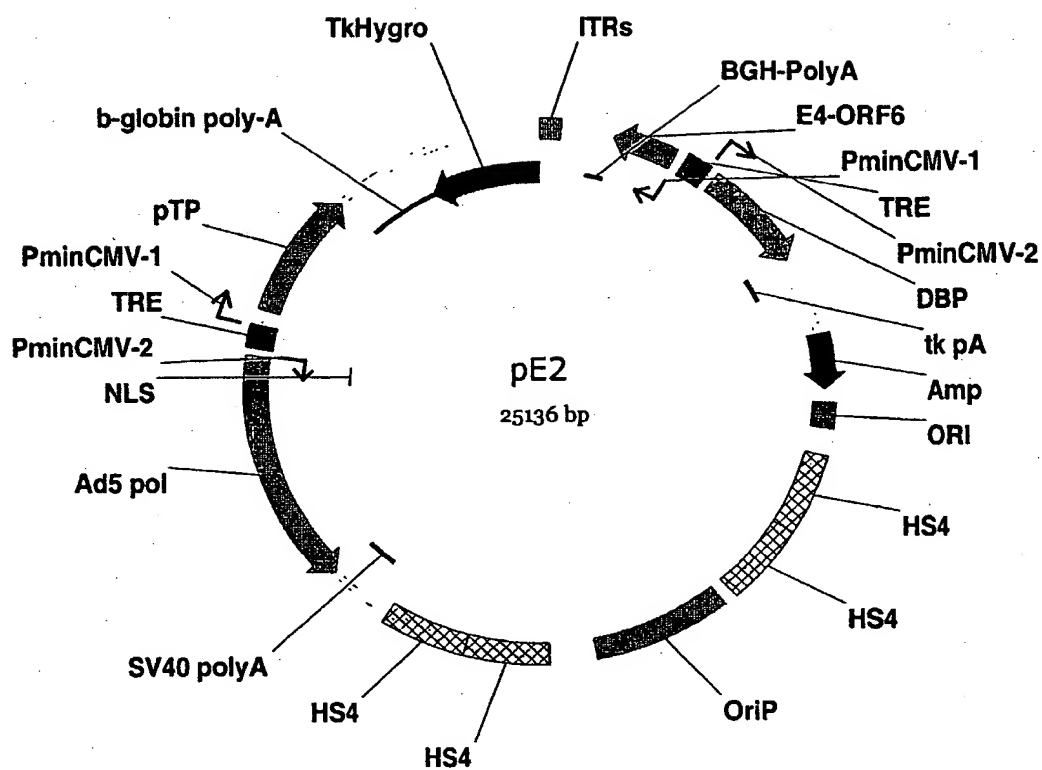 TkHygro
ITRs
BGH-PolyA
b-globin poly-A
E4-ORF6
PminCMV-1
pTP
TRE
PminCMV-1
PminCMV-2
TRE
DBP
PminCMV-2
tk pA
NLS
pE2
Amp
25136 bp
ORI
Ad5 pol
HS4
HS4
SV40 polyA
OriP
HS4
HS4